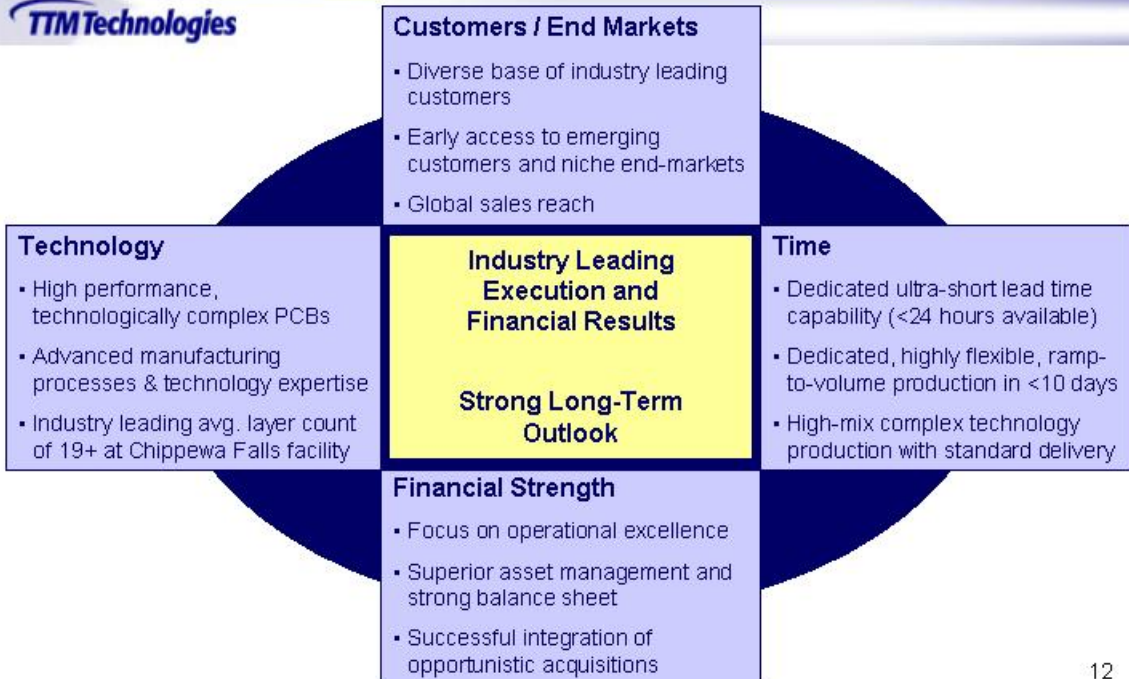 TTM Technologies
Customers / End Markets
▪ Diverse base of industry leading
customers
▪ Early access to emerging
customers and niche end-markets
▪ Global sales reach
Technology
▪ High performance,
technologically complex PCBs
▪ Advanced manufacturing
processes & technology expertise
▪ Industry leading avg. layer count
of 19+ at Chippewa Falls facility
Industry Leading
Execution and
Financial Results
Strong Long-Term
Outlook
Time
▪ Dedicated ultra-short lead time
capability (<24 hours available)
▪ Dedicated, highly flexible, ramp-
to-volume production in <10 days
▪ High-mix complex technology
production with standard delivery
Financial Strength
▪ Focus on operational excellence
▪ Superior asset management and
strong balance sheet
▪ Successful integration of
opportunistic acquisitions
12